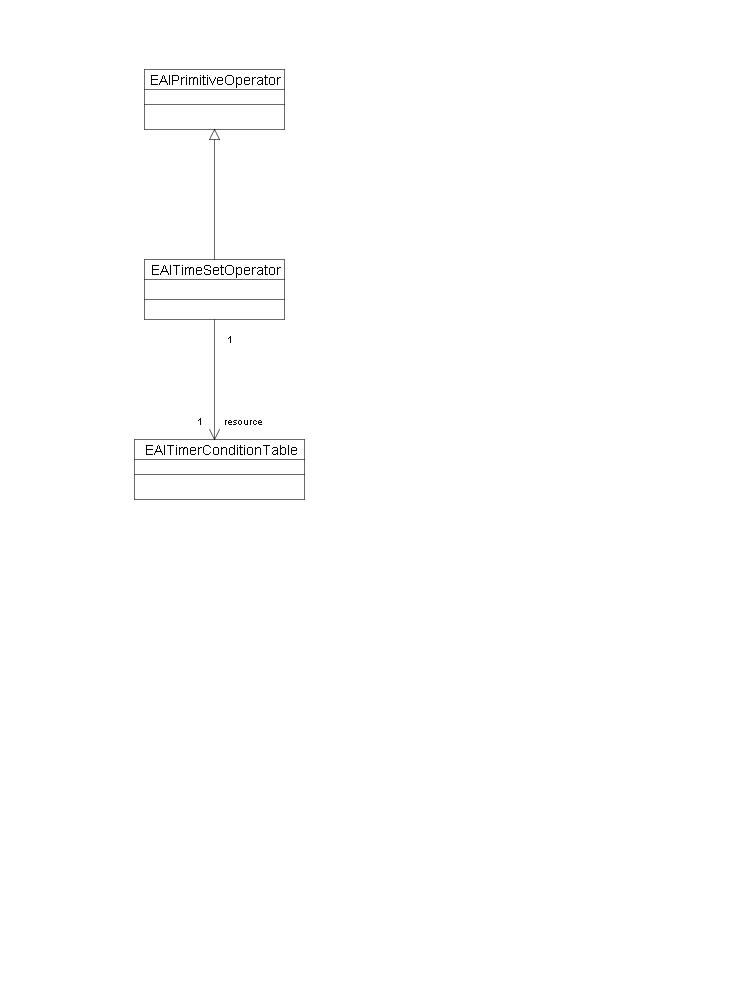 EAIPrimitiveOperator
EAITimeSetOperator
1
1 resource
EAITimerConditionTable